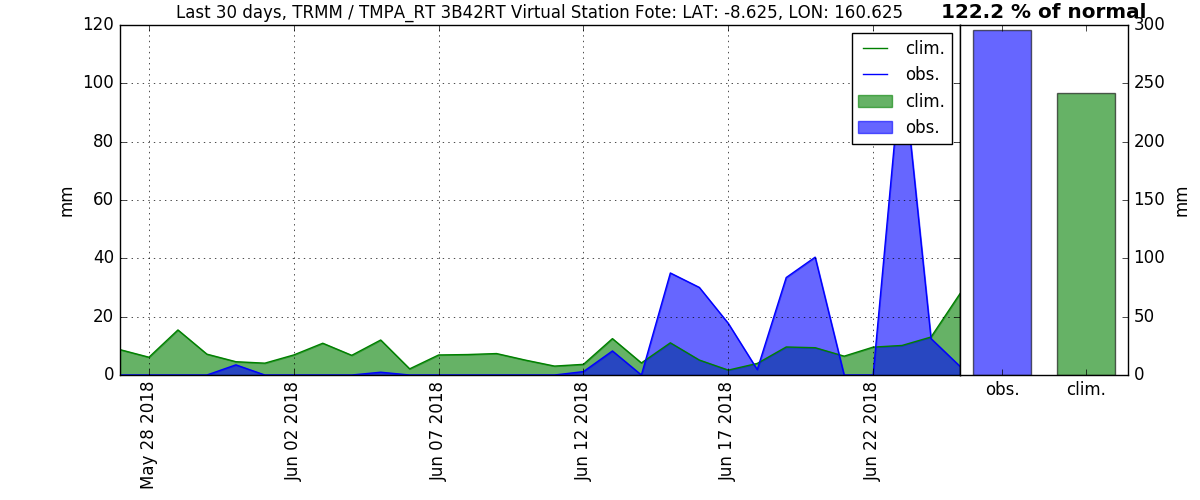 Last 30 days, TRMM / TMPA_RT 3B42RT Virtual Station Fote: LAT: -8.625, LON: 160.625
122.2 % of normal
120
100
80
60
40
20
0
mm
clim.
obs.
clim.
obs.
300
250
200
150
100
50
0
mm
May 28 2018
Jun 02 2018
Jun 07 2018
Jun 12 2018
Jun 17 2018
Jun 22 2018
obs.
clim.